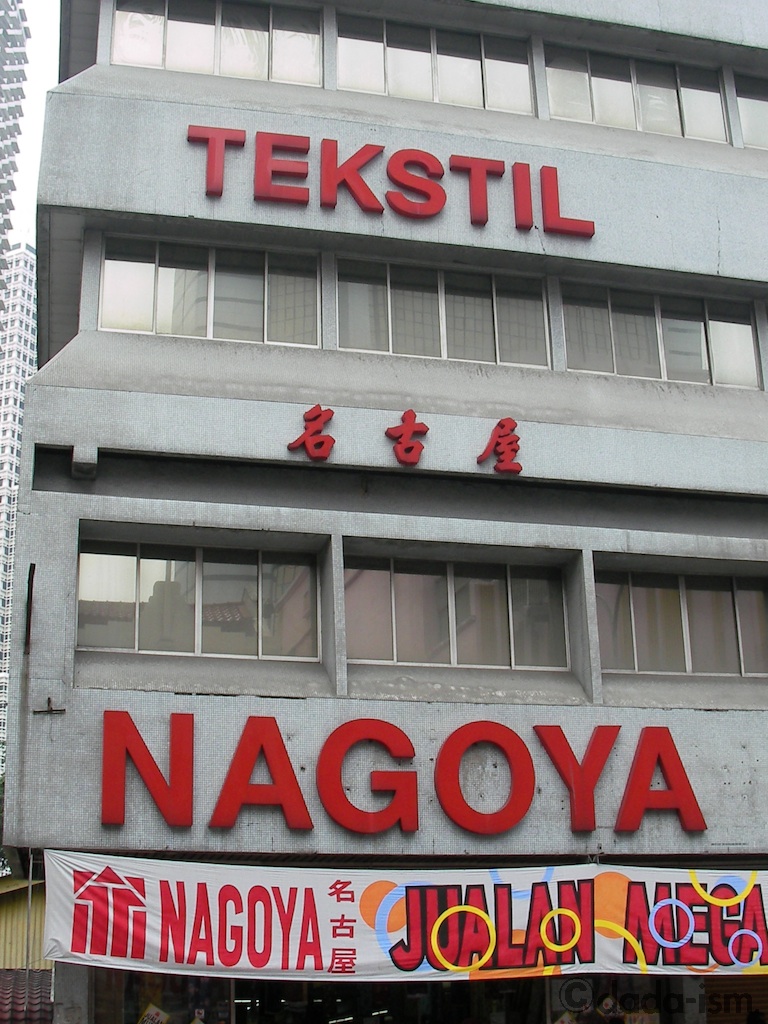 TEKSTIL
名古屋
NAGOYA
NAGOYA 名古屋 JUALAN MEGA
©dada-ism